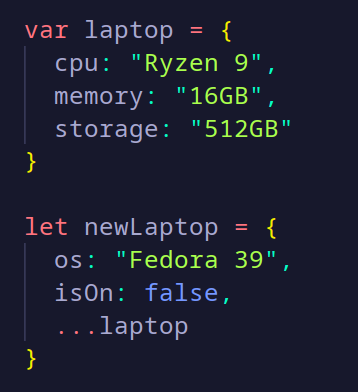 var laptop = {
  cpu: "Ryzen 9",
  memory: "16GB",
  storage: "512GB"
}

let newLaptop = {
  os: "Fedora 39",
  isOn: false,
  ...laptop
}